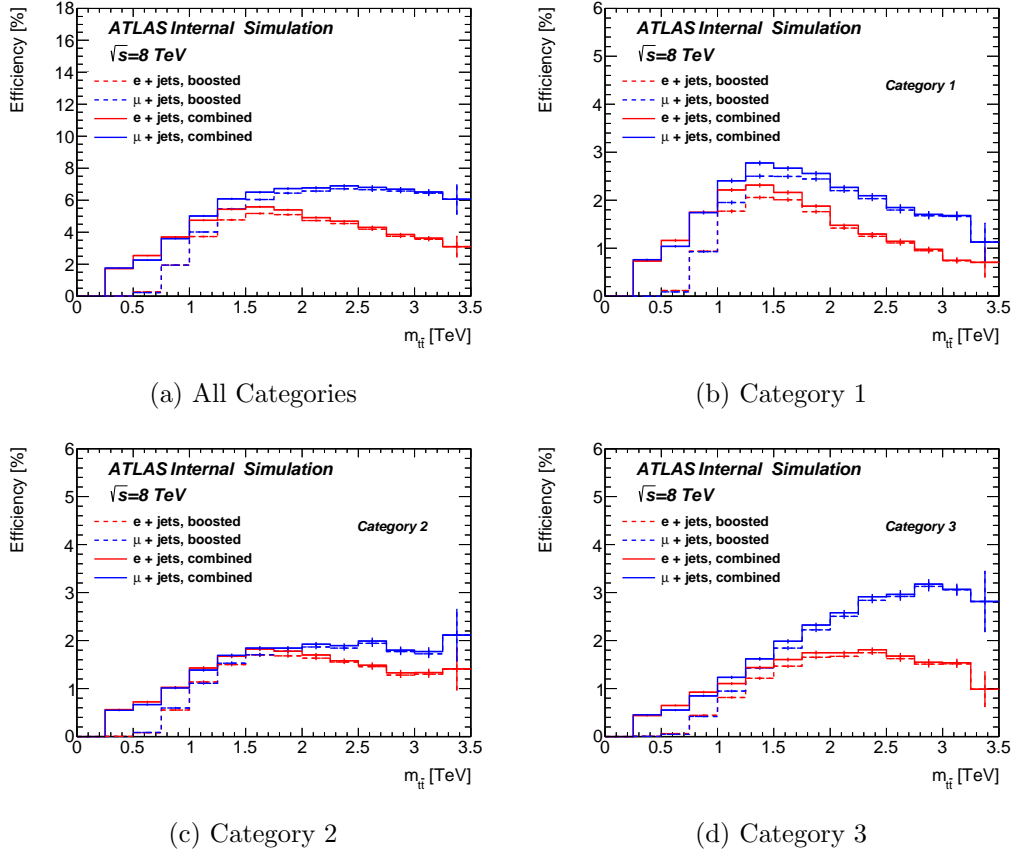 Efficiency [%]
18
16
14
12
10
8
6
4
2
0
ATLAS Internal Simulation
√s=8 TeV
e + jets, boosted
μ + jets, boosted
e + jets, combined
μ + jets, combined
0 0.5 1 1.5 2 2.5 3 3.5
m_{tt̄} [TeV]
(a) All Categories
Efficiency [%]
6
5
4
3
2
1
0
ATLAS Internal Simulation
√s=8 TeV
e + jets, boosted
μ + jets, boosted
e + jets, combined
μ + jets, combined
Category 1
0 0.5 1 1.5 2 2.5 3 3.5
m_{tt̄} [TeV]
(b) Category 1
Efficiency [%]
6
5
4
3
2
1
0
ATLAS Internal Simulation
√s=8 TeV
e + jets, boosted
μ + jets, boosted
e + jets, combined
μ + jets, combined
Category 2
0 0.5 1 1.5 2 2.5 3 3.5
m_{tt̄} [TeV]
(c) Category 2
Efficiency [%]
6
5
4
3
2
1
0
ATLAS Internal Simulation
√s=8 TeV
e + jets, boosted
μ + jets, boosted
e + jets, combined
μ + jets, combined
Category 3
0 0.5 1 1.5 2 2.5 3 3.5
m_{tt̄} [TeV]
(d) Category 3